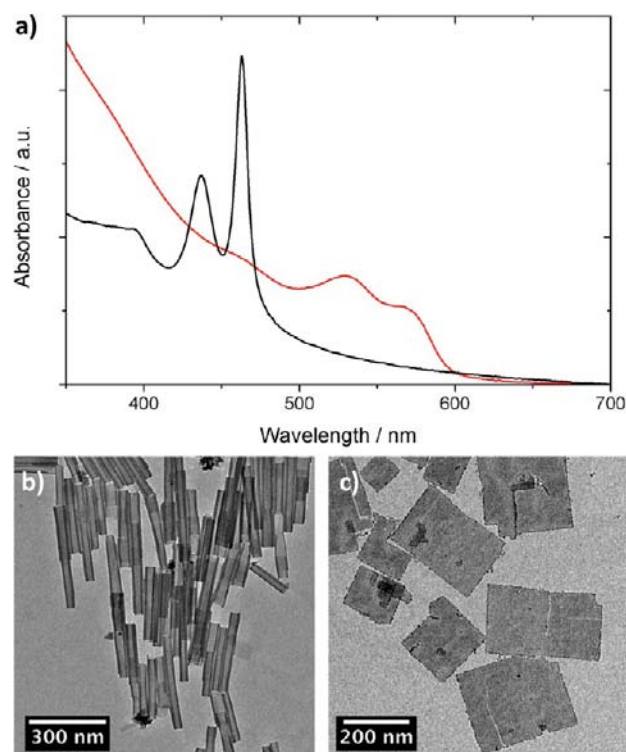 a)
Absorbance / a.u.
400 500 600 700
Wavelength / nm
b) c)
300 nm 200 nm